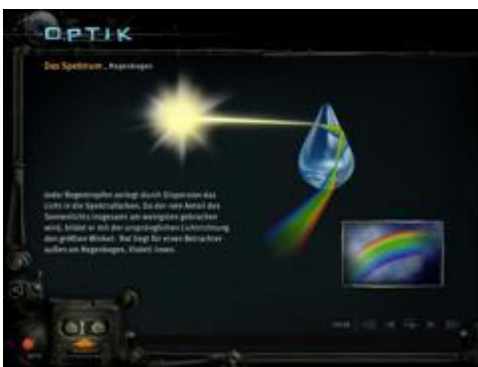 OPTIK
Das Spektrum _ Regenbogen
Jeder Regentropfen zerlegt durch Dispersion das
Licht in die Spektralfarben. Da der rote Anteil des
Sonnenlichts insgesamt am wenigsten gebrochen
wird, bildet er mit der ursprünglichen Lichtrichtung
den größten Winkel. Rot liegt für einen Betrachter
außen am Regenbogen, Violett innen.